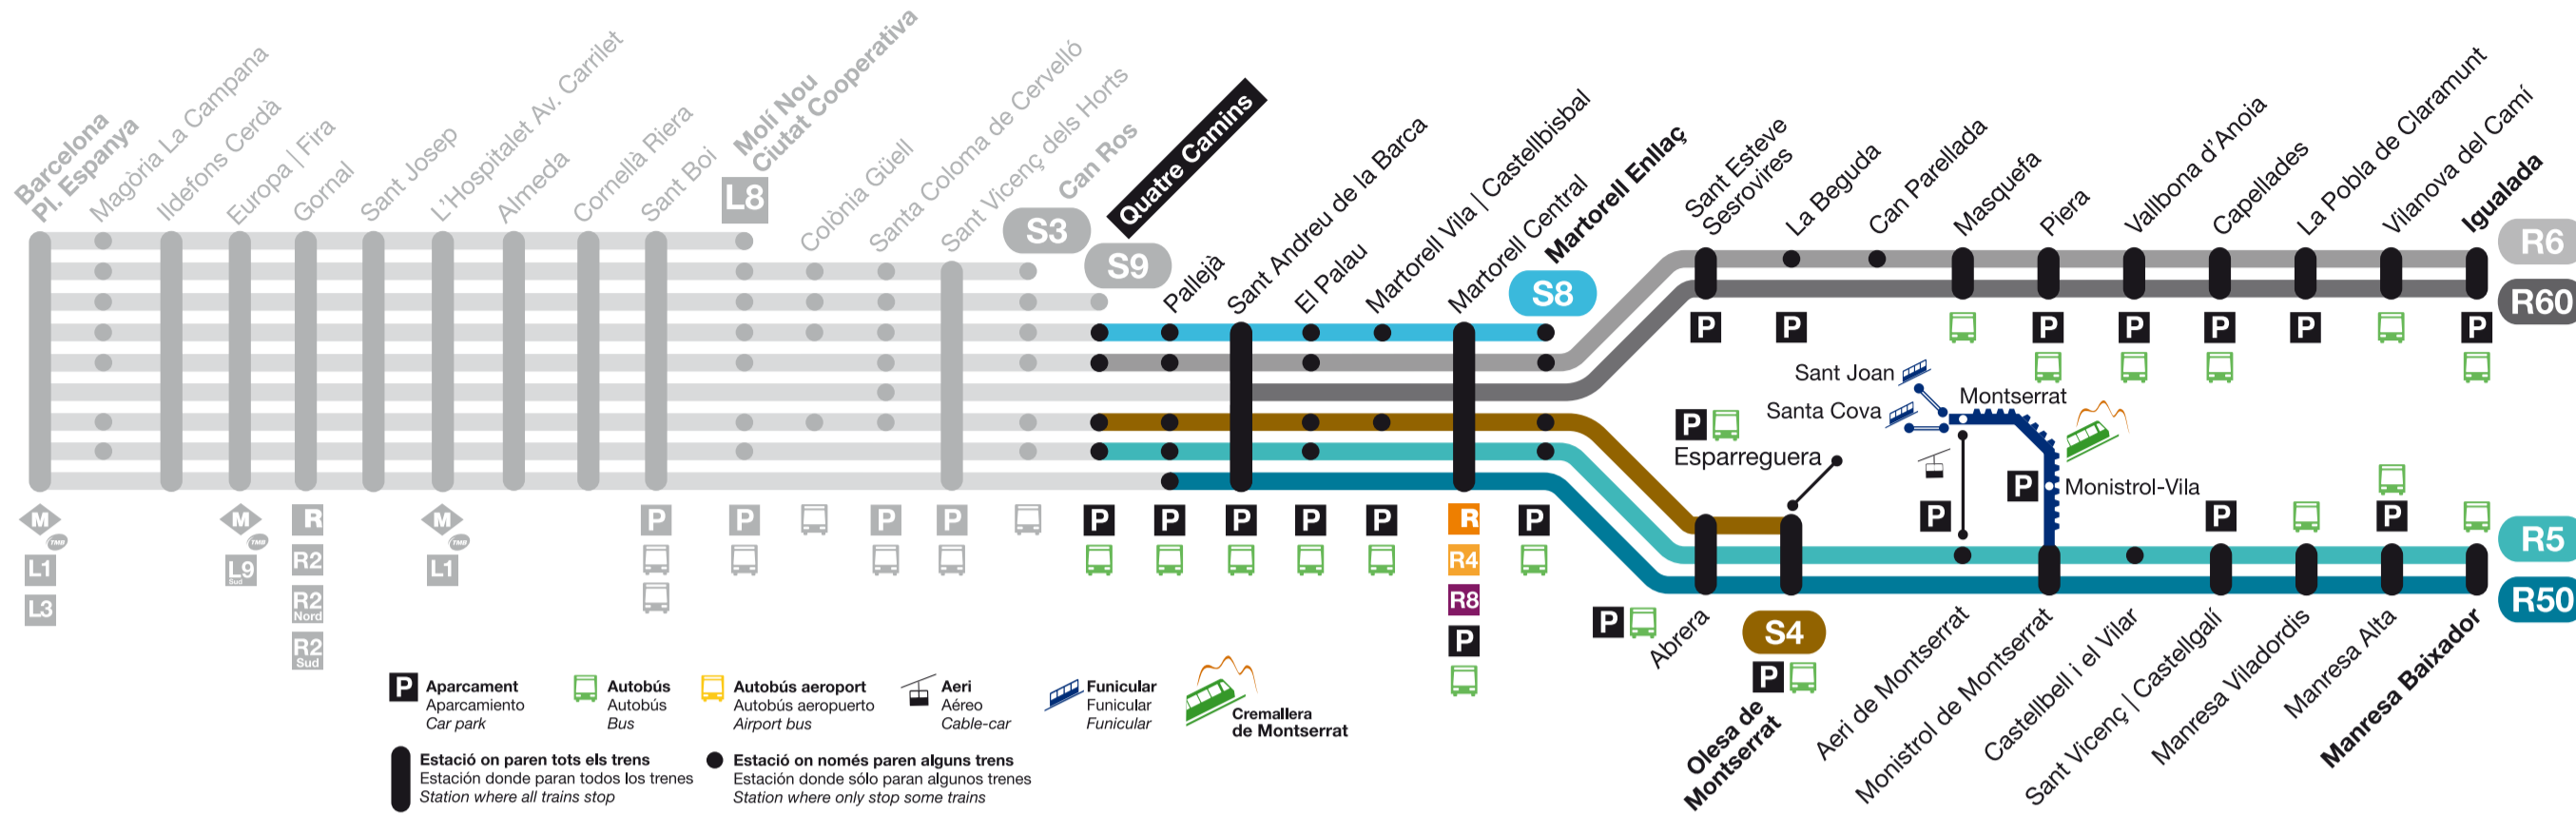 Barcelona
Pl. Espanya
Magòria La Campana
Ildefons Cerdà
Europa | Fira
Gornal
Sant Josep
L'Hospitalet Av. Carrilet
Almeda
Cornellà Riera
Sant Boi
Molí Nou
Ciutat Cooperativa
L8
Colònia Güell
Santa Coloma de Cervelló
Sant Vicenç dels Horts
Can Ros
S3
Quatre Camins
S9
Pallejà
Sant Andreu de la Barca
El Palau
Martorell Vila | Castellbisbal
Martorell Central
Martorell Enllaç
S8
Sant Esteve
Sesrovires
La Beguda
Can Parellada
Masquefa
Piera
Vallbona d'Anoia
Capellades
La Pobla de Claramunt
Vilanova del Camí
Igualada
R6
R60
P
P
P
P
P
P
P
Sant Joan
Santa Cova
Montserrat
P
Esparreguera
P
P
Monistrol-Vila
P
P
R5
R50
M
TMB
L1
L3
M
TMB
L9
Sud
R
R2
R2
Nord
R2
Sud
M
TMB
L1
P
P
P
P
P
P
P
P
P
R
R4
R8
P
P
P
Abrera
S4
P
Olesa de
Montserrat
Aeri de Montserrat
Monistrol de Montserrat
Castellbell i el Vilar
Sant Vicenç | Castellgalí
Manresa Viladordis
Manresa Alta
Manresa Baixador
P
Aparcament
Aparcamiento
Car park
Autobús
Autobús
Bus
Autobús aeroport
Autobús aeropuerto
Airport bus
Aeri
Aéreo
Cable-car
Funicular
Funicular
Funicular
Cremallera
de Montserrat
Estació on paren tots els trens
Estación donde paran todos los trenes
Station where all trains stop
Estació on només paren alguns trens
Estación donde sólo paran algunos trenes
Station where only stop some trains